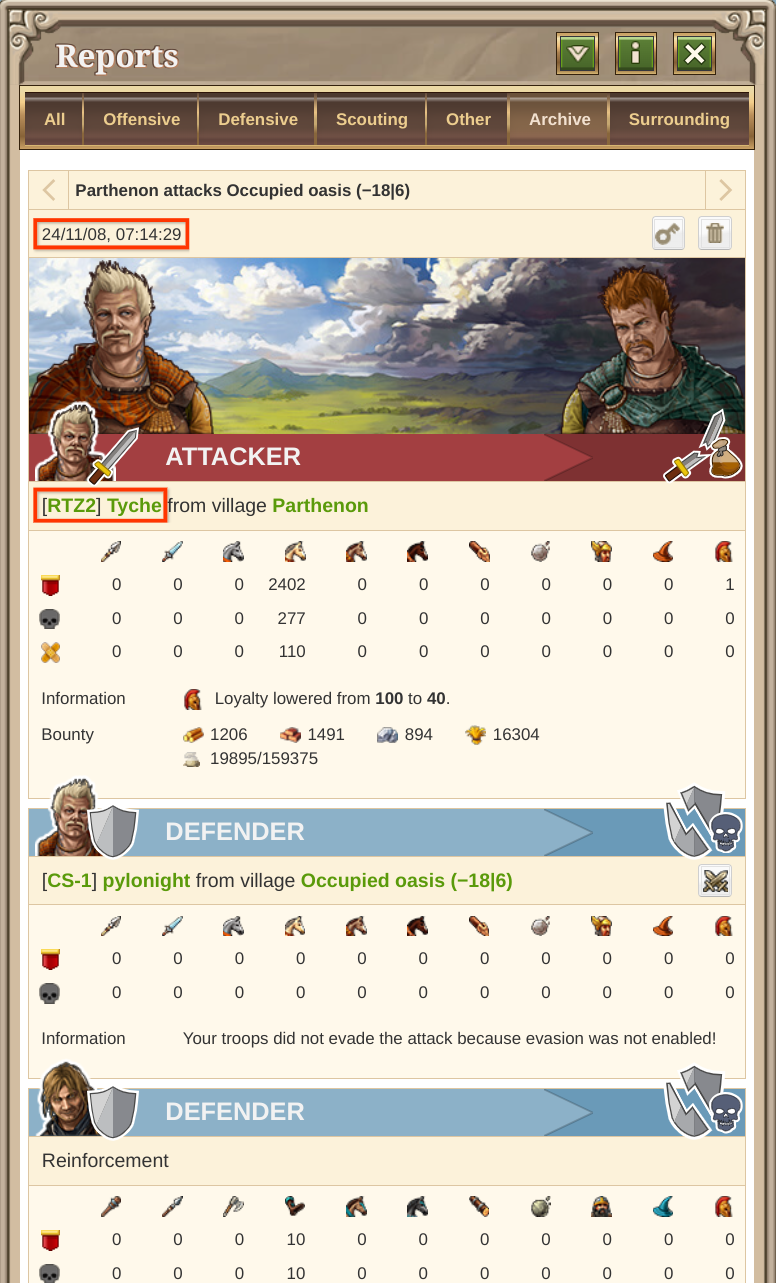 Reports
All Offensive Defensive Scouting Other Archive Surrounding
Parthenon attacks Occupied oasis (−18|6)
24/11/08, 07:14:29
ATTACKER
[RTZ2] Tyche from village Parthenon
0 0 0 2402 0 0 0 0 0 0 1
0 0 0 277 0 0 0 0 0 0 0
0 0 0 110 0 0 0 0 0 0 0
Information Loyalty lowered from 100 to 40.
Bounty 1206 1491 894 16304
19895/159375
DEFENDER
[CS-1] pylonight from village Occupied oasis (−18|6)
0 0 0 0 0 0 0 0 0 0 0
0 0 0 0 0 0 0 0 0 0 0
Information Your troops did not evade the attack because evasion was not enabled!
DEFENDER
Reinforcement
0 0 0 10 0 0 0 0 0 0 0
0 0 0 10 0 0 0 0 0 0 0